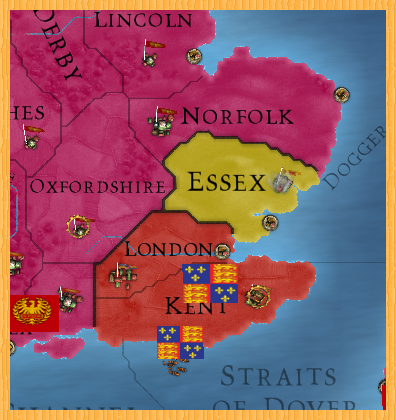 LINCOLN
DERBY
HES
NORFOLK
DOGGER
OXFORDSHIRE
ESSEX
LONDON
KENT
STRAITS
OF DOVER